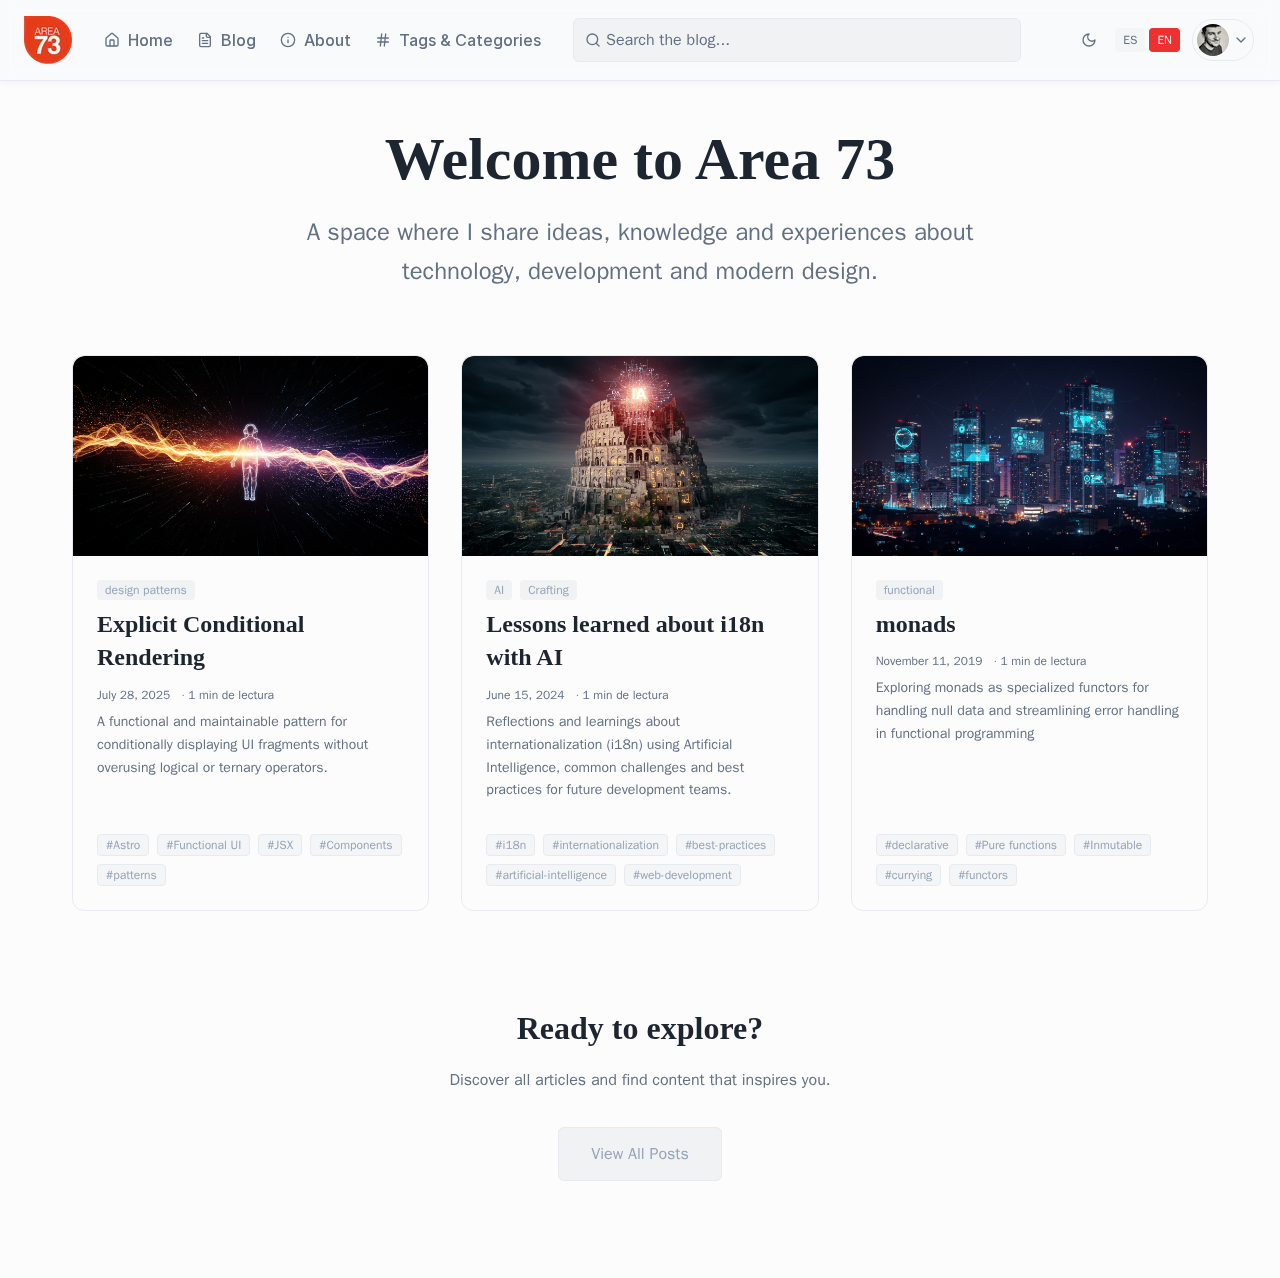 AREA
73
Home
Blog
About
Tags & Categories
Search the blog...
ES
EN
Welcome to Area 73
A space where I share ideas, knowledge and experiences about
technology, development and modern design.
IA
design patterns
Explicit Conditional
Rendering
July 28, 2025 · 1 min de lectura
A functional and maintainable pattern for
conditionally displaying UI fragments without
overusing logical or ternary operators.
#Astro
#Functional UI
#JSX
#Components
#patterns
AI
Crafting
Lessons learned about i18n
with AI
June 15, 2024 · 1 min de lectura
Reflections and learnings about
internationalization (i18n) using Artificial
Intelligence, common challenges and best
practices for future development teams.
#i18n
#internationalization
#best-practices
#artificial-intelligence
#web-development
functional
monads
November 11, 2019 · 1 min de lectura
Exploring monads as specialized functors for
handling null data and streamlining error handling
in functional programming
#declarative
#Pure functions
#Inmutable
#currying
#functors
Ready to explore?
Discover all articles and find content that inspires you.
View All Posts